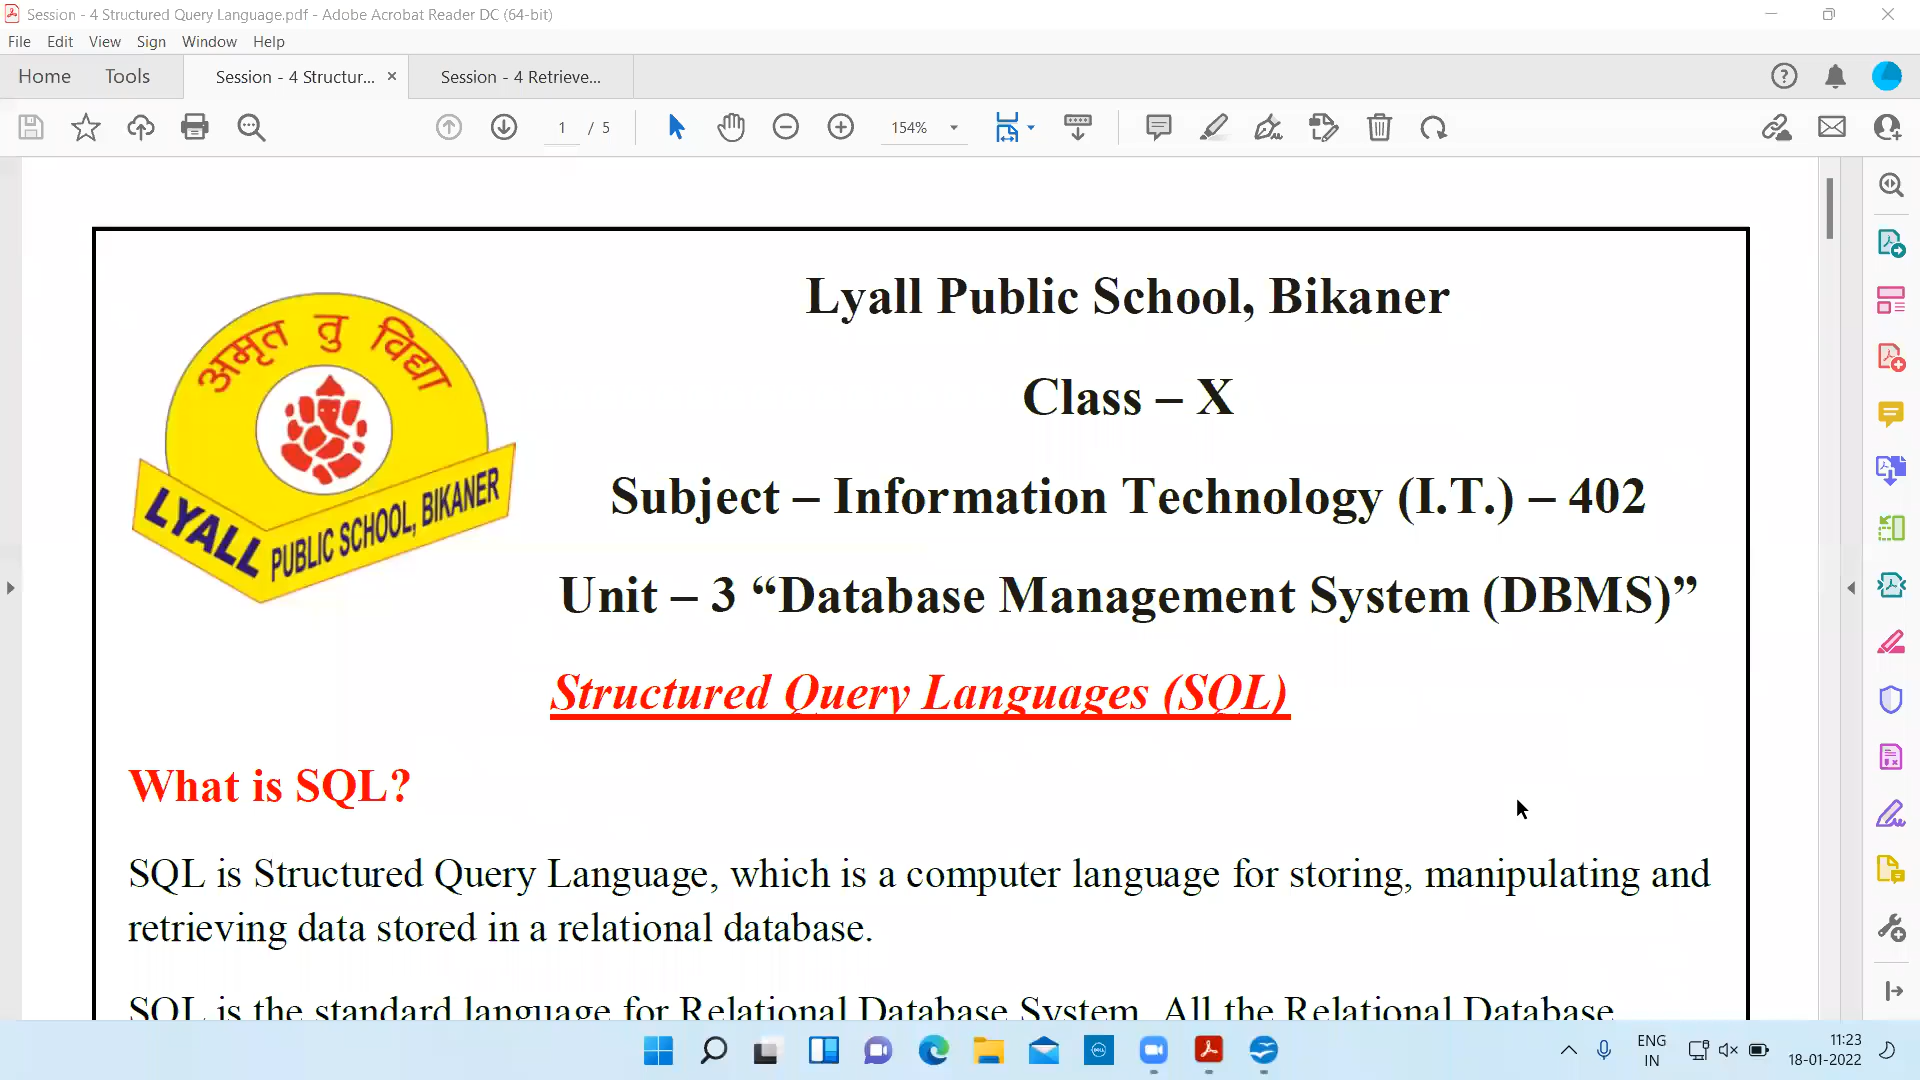 Session - 4 Structured Query Language.pdf - Adobe Acrobat Reader DC (64-bit)
File Edit View Sign Window Help
Home Tools Session - 4 Structur... × Session - 4 Retrieve...
1 / 5 154%
अमृत तु विद्या
LYALL PUBLIC SCHOOL, BIKANER
Lyall Public School, Bikaner
Class – X
Subject – Information Technology (I.T.) – 402
Unit – 3 “Database Management System (DBMS)”
Structured Query Languages (SQL)
What is SQL?
SQL is Structured Query Language, which is a computer language for storing, manipulating and
retrieving data stored in a relational database.
SQL is the standard language for Relational Database System. All the Relational Database
DELL
ENG
IN
11:23
18-01-2022